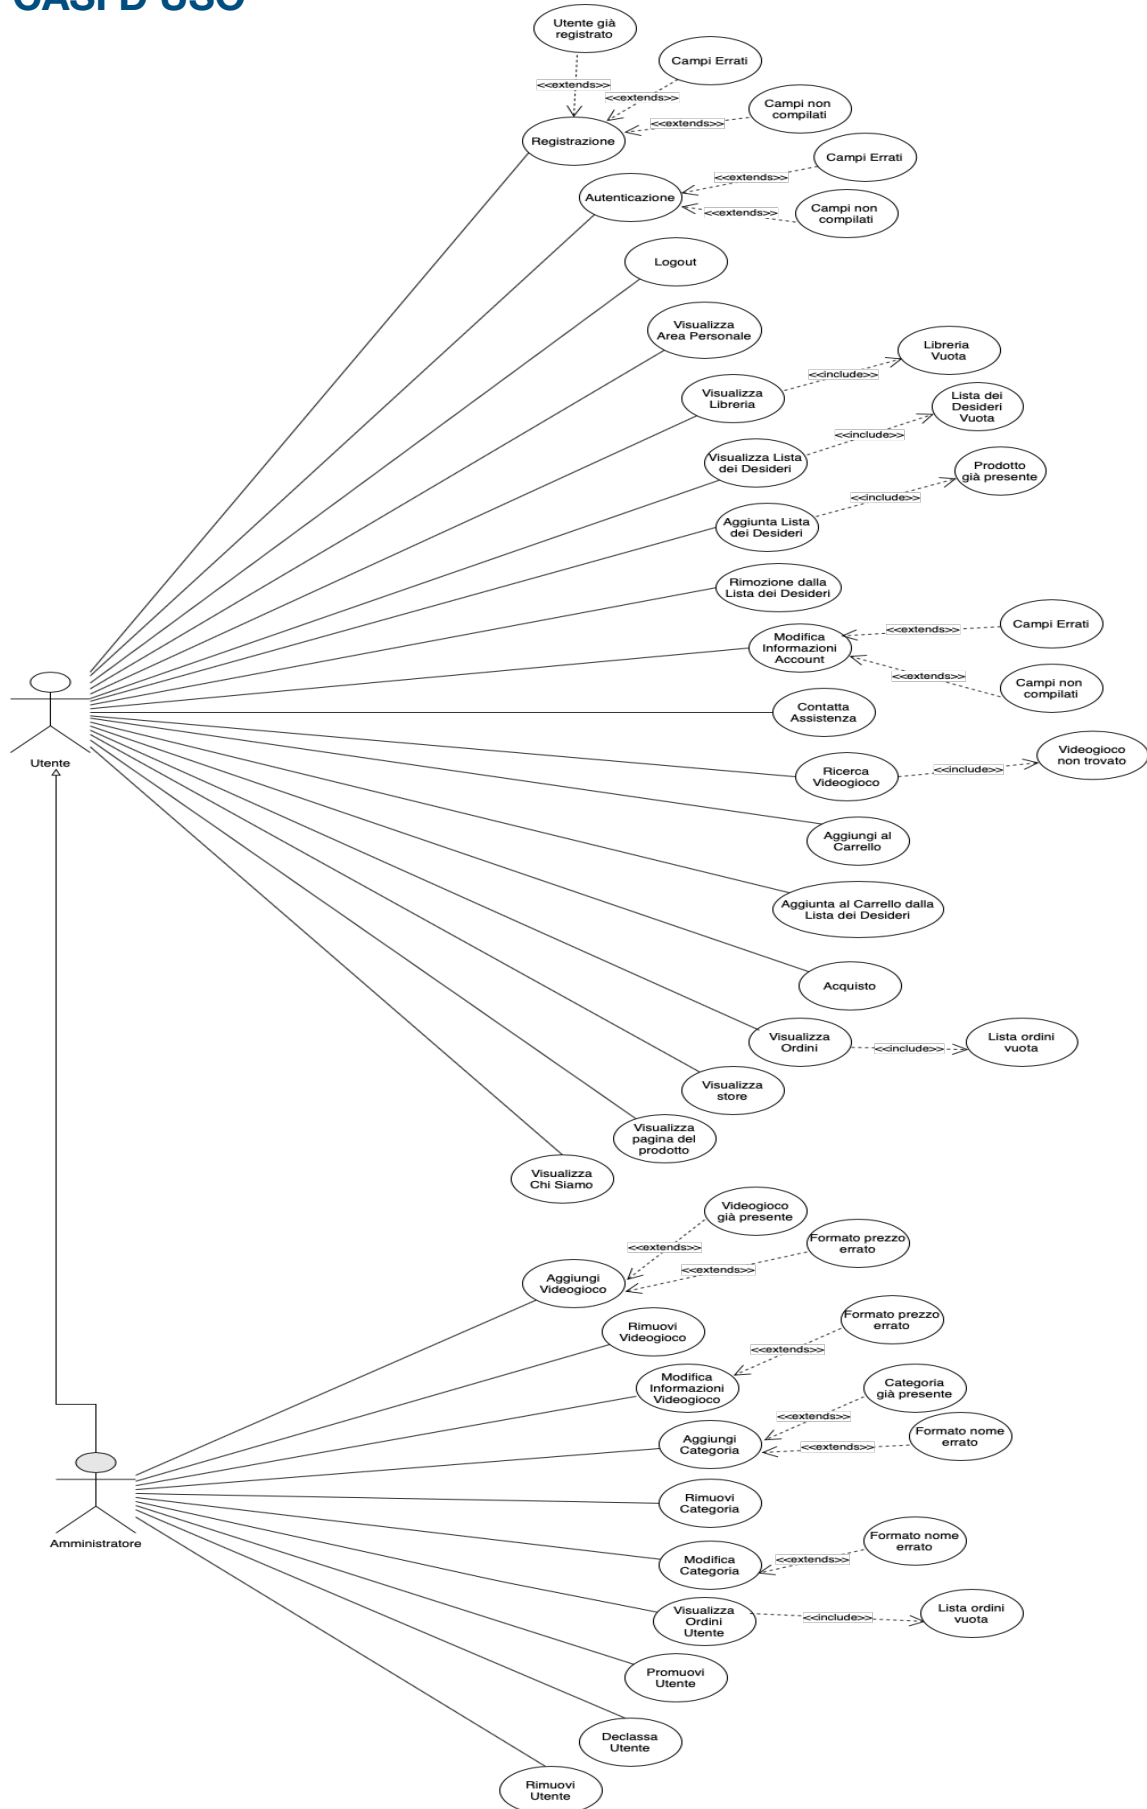 CASI D'USO
Utente già
registrato
<<extends>>
Campi Errati
<<extends>>
Campi non
compilati
<<extends>>
Registrazione
Campi Errati
<<extends>>
Autenticazione
Campi non
compilati
<<extends>>
Logout
Visualizza
Area Personale
Libreria
Vuota
<<include>>
Visualizza
Libreria
Lista dei
Desideri
Vuota
<<include>>
Visualizza Lista
dei Desideri
Prodotto
già presente
<<include>>
Aggiunta Lista
dei Desideri
Rimozione dalla
Lista dei Desideri
Campi Errati
<<extends>>
Modifica
Informazioni
Account
<<extends>>
Campi non
compilati
Contatta
Assistenza
Utente
Videogioco
non trovato
<<include>>
Ricerca
Videogioco
Aggiungi al
Carrello
Aggiunta al Carrello dalla
Lista dei Desideri
Acquisto
Visualizza
Ordini
<<include>>
Lista ordini
vuota
Visualizza
store
Visualizza
pagina del
prodotto
Visualizza
Chi Siamo
Videogioco
già presente
<<extends>>
Formato prezzo
errato
<<extends>>
Aggiungi
Videogioco
Rimuovi
Videogioco
Formato prezzo
errato
<<extends>>
Modifica
Informazioni
Videogioco
Categoria
già presente
<<extends>>
Aggiungi
Categoria
<<extends>>
Formato nome
errato
Rimuovi
Categoria
Amministratore
Formato nome
errato
<<extends>>
Modifica
Categoria
Visualizza
Ordini
Utente
<<include>>
Lista ordini
vuota
Promuovi
Utente
Declassa
Utente
Rimuovi
Utente